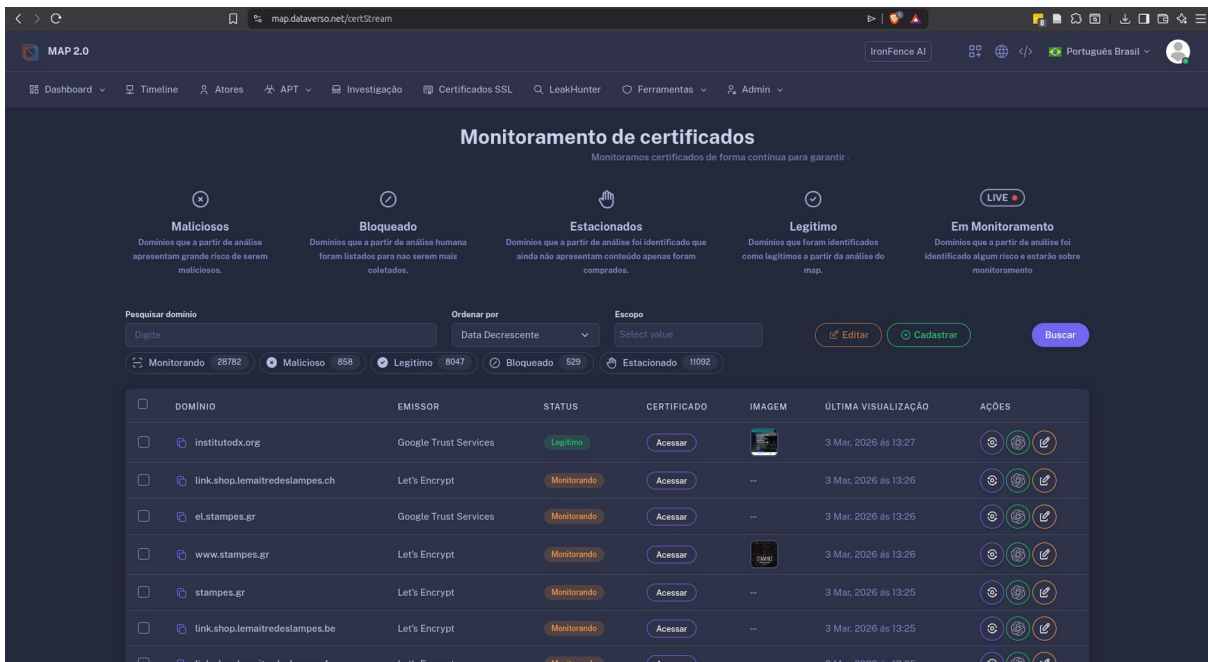 map.dataverso.net/certStream
MAP 2.0
IronFence AI
Português Brasil
Dashboard
Timeline
Atores
APT
Investigação
Certificados SSL
LeakHunter
Ferramentas
Admin
Monitoramento de certificados
Monitoramos certificados de forma contínua para garantir
Maliciosos
Domínios que a partir de análise
apresentam grande risco de serem
maliciosos.
Bloqueado
Domínios que a partir de análise humana
foram listados para nao serem mais
coletados.
Estacionados
Domínios que a partir de análise foi identificado que
ainda não apresentam conteúdo apenas foram
comprados.
Legitimo
Domínios que foram identificados
como legítimos a partir da análise do
map.
LIVE
Em Monitoramento
Domínios que a partir de análise foi
identificado algum risco e estarão sobre
monitoramento
Pesquisar domínio
Ordenar por
Escopo
Digite
Data Decrescente
Select value
Editar
Cadastrar
Buscar
Monitorando 28782
Malicioso 858
Legitimo 8047
Bloqueado 529
Estacionado 11092
DOMÍNIO EMISSOR STATUS CERTIFICADO IMAGEM ÚLTIMA VISUALIZAÇÃO AÇÕES
institutodx.org Google Trust Services Legitimo Acessar 3 Mar, 2026 ás 13:27
link.shop.lemaitredeslampes.ch Let's Encrypt Monitorando Acessar -- 3 Mar, 2026 ás 13:26
el.stampes.gr Google Trust Services Monitorando Acessar -- 3 Mar, 2026 ás 13:26
www.stampes.gr Let's Encrypt Monitorando Acessar 3 Mar, 2026 ás 13:26
stampes.gr Let's Encrypt Monitorando Acessar -- 3 Mar, 2026 ás 13:25
link.shop.lemaitredeslampes.be Let's Encrypt Monitorando Acessar -- 3 Mar, 2026 ás 13:25